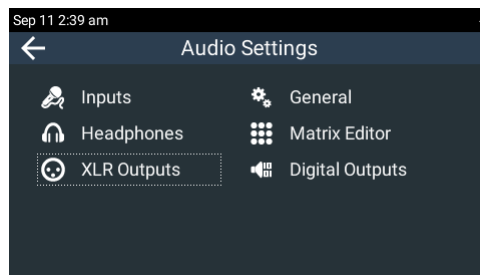 Sep 11 2:39 am
Audio Settings
Inputs
General
Headphones
Matrix Editor
XLR Outputs
Digital Outputs